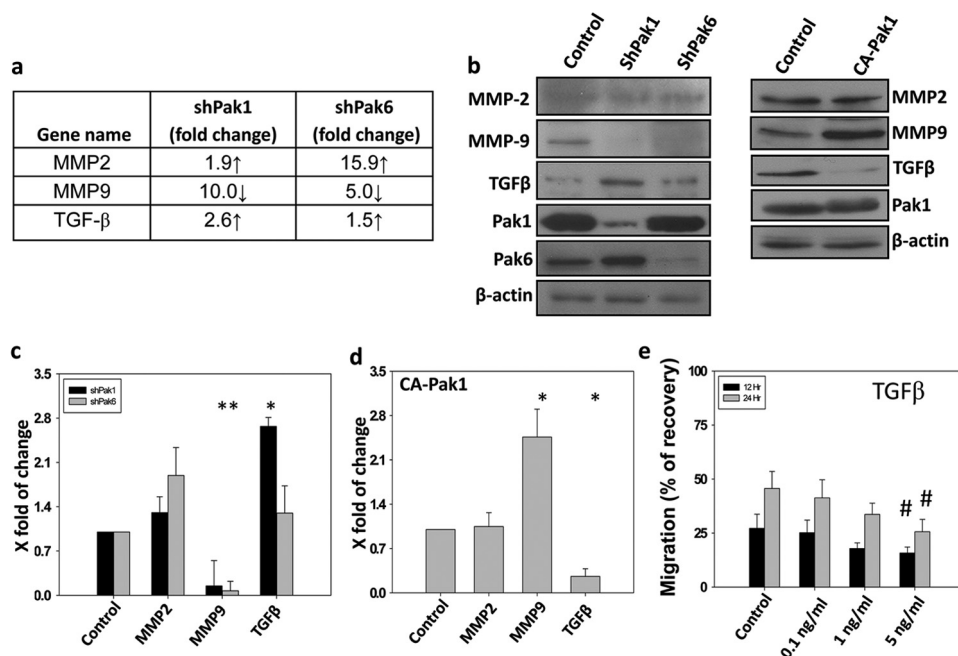 a
Gene name shPak1 (fold change) shPak6 (fold change)
MMP2 1.9↑ 15.9↑
MMP9 10.0↓ 5.0↓
TGF-β 2.6↑ 1.5↑
b
Control ShPak1 ShPak6
MMP-2
MMP-9
TGFβ
Pak1
Pak6
β-actin
Control CA-Pak1
MMP2
MMP9
TGFβ
Pak1
β-actin
c
3.5
2.8
2.1
1.4
0.7
0.0
X fold of change
shPak1
shPak6
** *
Control MMP2 MMP9 TGFβ
d
CA-Pak1
3.5
2.8
2.1
1.4
0.7
0.0
X fold of change
* *
Control MMP2 MMP9 TGFβ
e
TGFβ
100
75
50
25
0
Migration (% of recovery)
12 Hr
24 Hr
# #
Control 0.1 ng/ml 1 ng/ml 5 ng/ml